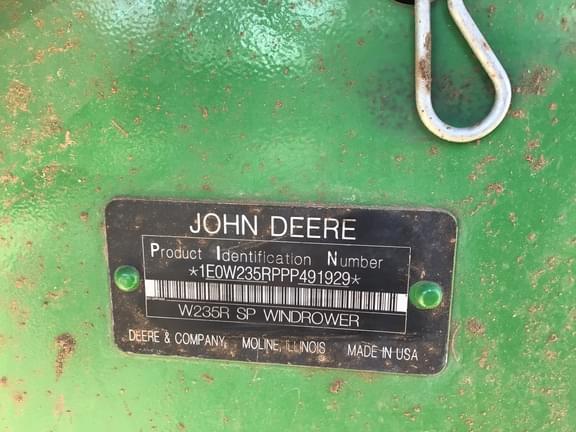 JOHN DEERE
Product Identification Number
*1E0W235RPPP491929*
W235R SP WINDROWER
DEERE & COMPANY MOLINE, ILLINOIS MADE IN USA